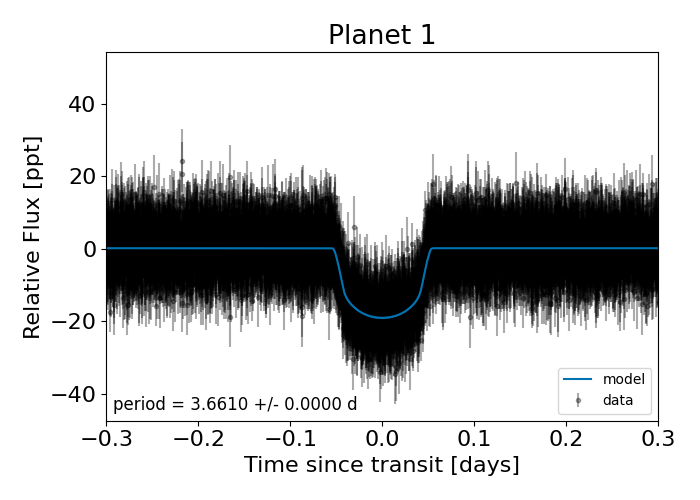 Planet 1
Relative Flux [ppt]
40
20
0
−20
−40
period = 3.6610 +/- 0.0000 d
model
data
−0.3 −0.2 −0.1 0.0 0.1 0.2 0.3
Time since transit [days]